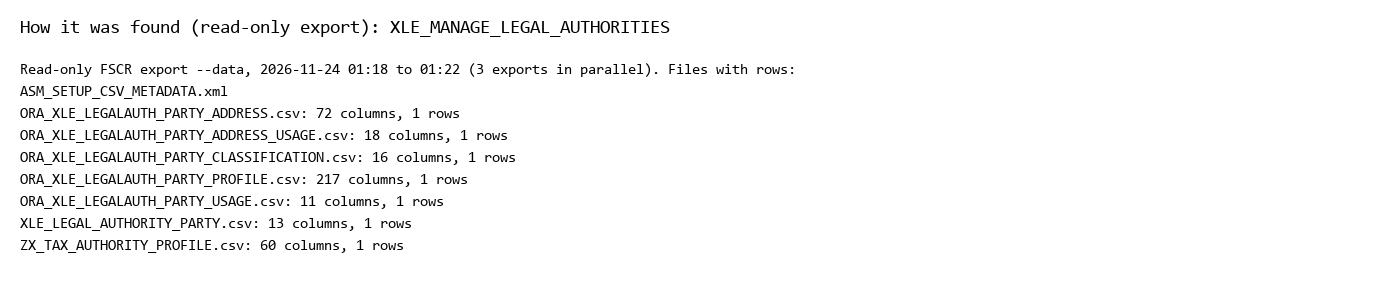 How it was found (read-only export): XLE_MANAGE_LEGAL_AUTHORITIES
Read-only FSCR export --data, 2026-11-24 01:18 to 01:22 (3 exports in parallel). Files with rows:
ASM_SETUP_CSV_METADATA.xml
ORA_XLE_LEGALAUTH_PARTY_ADDRESS.csv: 72 columns, 1 rows
ORA_XLE_LEGALAUTH_PARTY_ADDRESS_USAGE.csv: 18 columns, 1 rows
ORA_XLE_LEGALAUTH_PARTY_CLASSIFICATION.csv: 16 columns, 1 rows
ORA_XLE_LEGALAUTH_PARTY_PROFILE.csv: 217 columns, 1 rows
ORA_XLE_LEGALAUTH_PARTY_USAGE.csv: 11 columns, 1 rows
XLE_LEGAL_AUTHORITY_PARTY.csv: 13 columns, 1 rows
ZX_TAX_AUTHORITY_PROFILE.csv: 60 columns, 1 rows